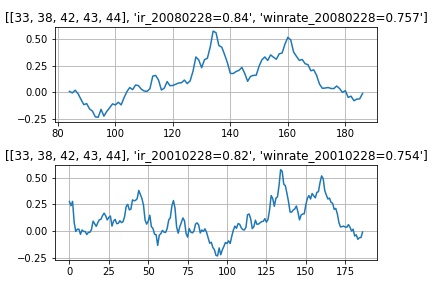 [[33, 38, 42, 43, 44], 'ir_20080228=0.84', 'winrate_20080228=0.757']
0.50
0.25
0.00
−0.25
80 100 120 140 160 180
[[33, 38, 42, 43, 44], 'ir_20010228=0.82', 'winrate_20010228=0.754']
0.50
0.25
0.00
−0.25
0 25 50 75 100 125 150 175